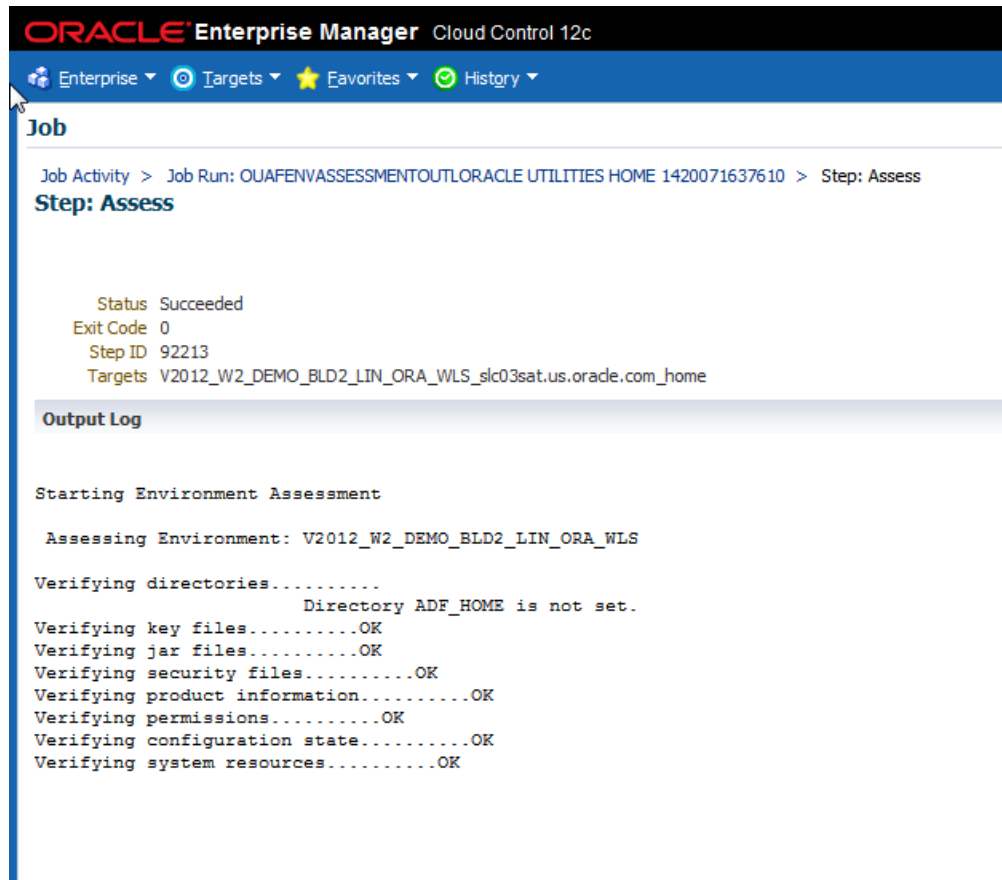 ORACLE Enterprise Manager Cloud Control 12c
Enterprise Targets Favorites History
Job
Job Activity > Job Run: OUAFENVASSESSMENTOUTLORACLE UTILITIES HOME 1420071637610 > Step: Assess
Step: Assess
Status Succeeded
Exit Code 0
Step ID 92213
Targets V2012_W2_DEMO_BLD2_LIN_ORA_WLS_slc03sat.us.oracle.com_home
Output Log
Starting Environment Assessment
Assessing Environment: V2012_W2_DEMO_BLD2_LIN_ORA_WLS
Verifying directories..........
Directory ADF_HOME is not set.
Verifying key files..........OK
Verifying jar files..........OK
Verifying security files..........OK
Verifying product information..........OK
Verifying permissions..........OK
Verifying configuration state..........OK
Verifying system resources..........OK